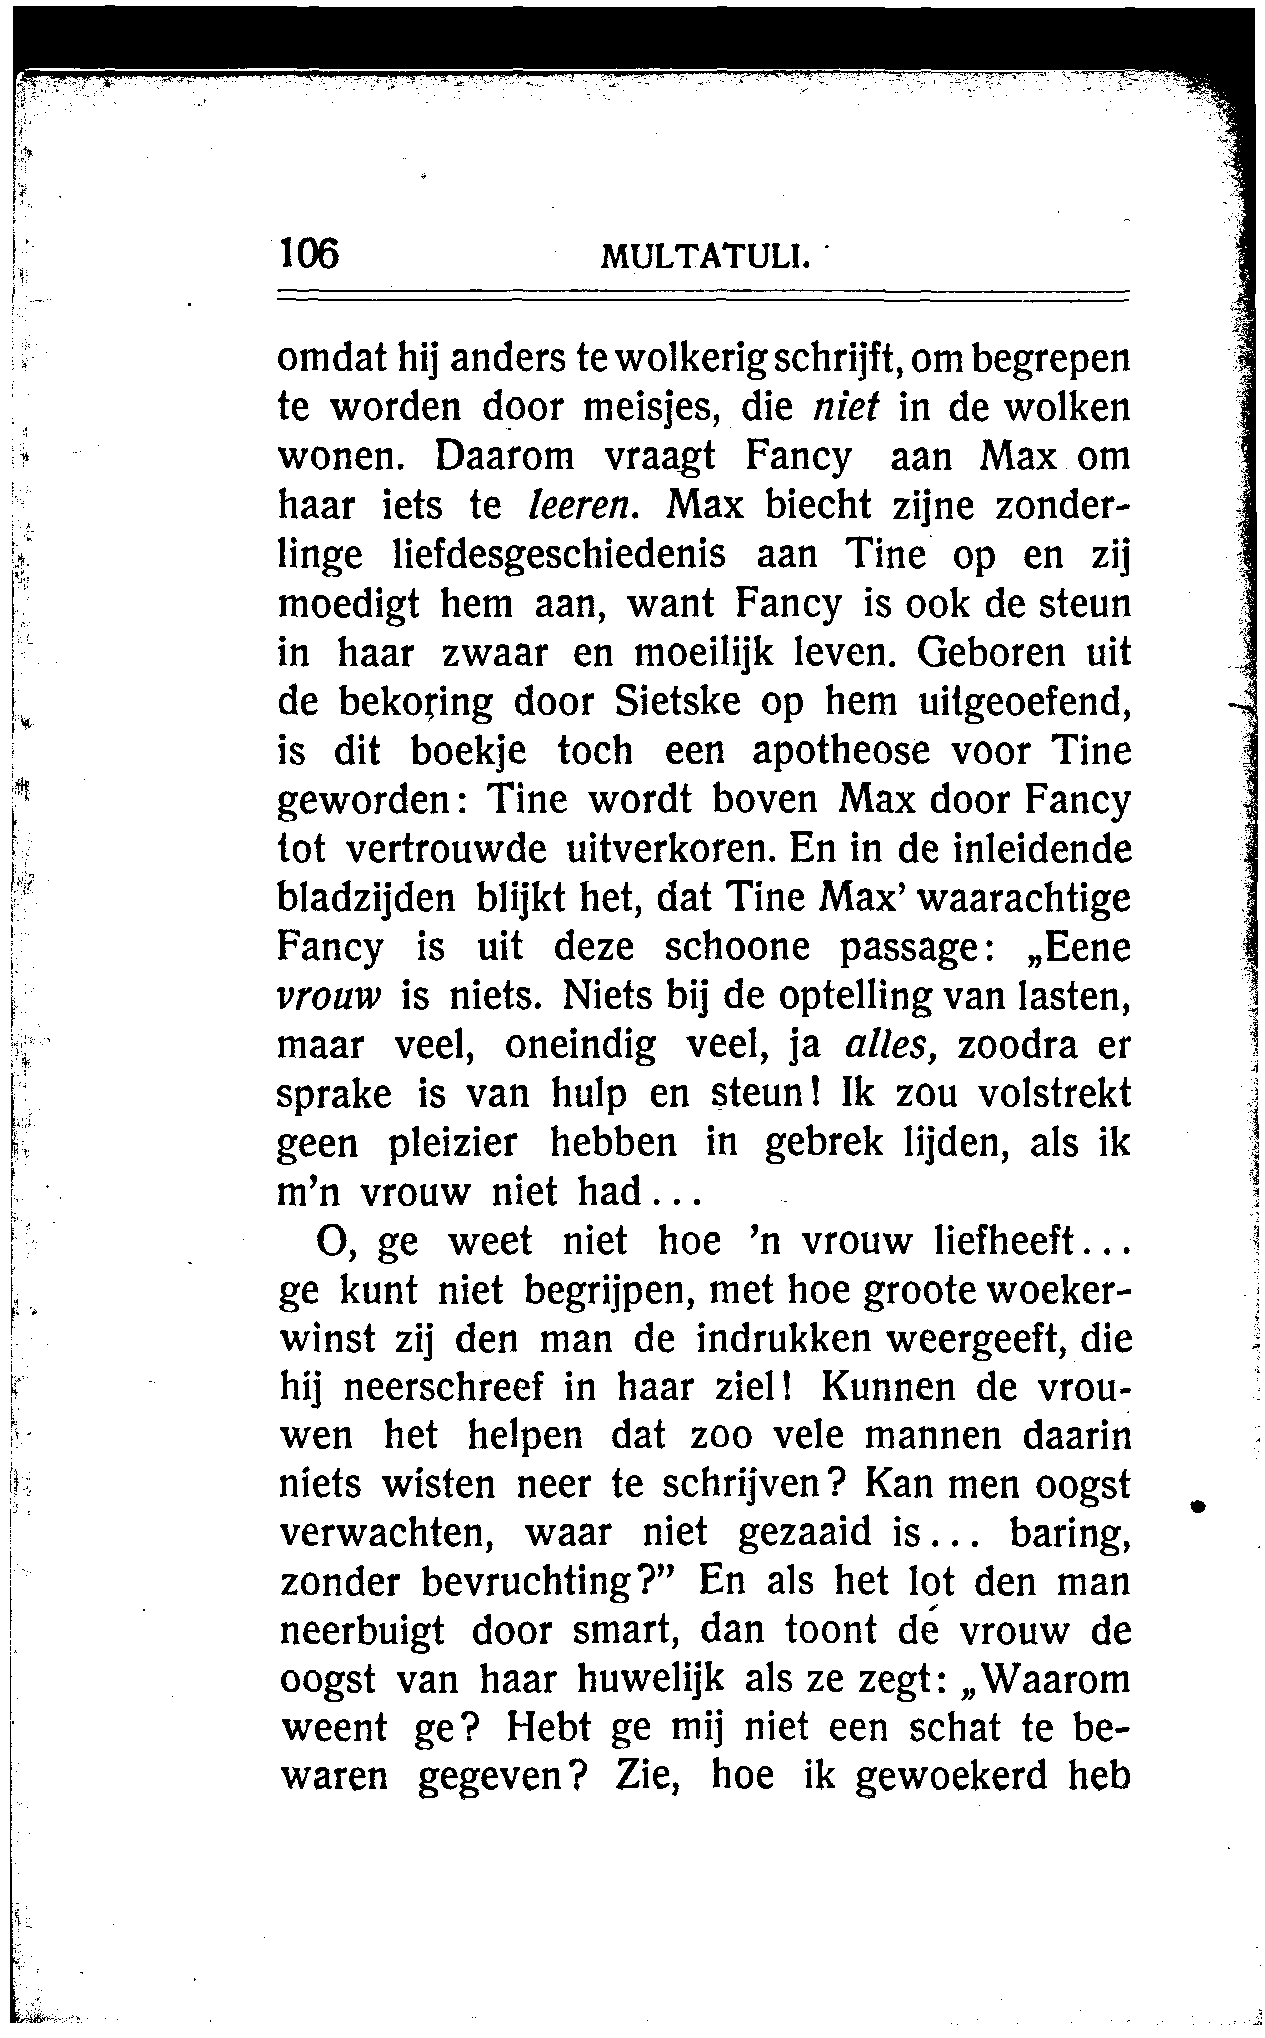 106 MULTATULI.
omdat hij anders te wolkerig schrijft, om begrepen
te worden door meisjes, die niet in de wolken
wonen. Daarom vraagt Fancy aan Max om
haar iets te leeren. Max biecht zijne zonder-
linge liefdesgeschiedenis aan Tine op en zij
moedigt hem aan, want Fancy is ook de steun
in haar zwaar en moeilijk leven. Geboren uit
de bekoring door Sietske op hem uitgeoefend,
is dit boekje toch een apotheose voor Tine
geworden: Tine wordt boven Max door Fancy
tot vertrouwde uitverkoren. En in de inleidende
bladzijden blijkt het, dat Tine Max’ waarachtige
Fancy is uit deze schoone passage: „Eene
vrouw is niets. Niets bij de optelling van lasten,
maar veel, oneindig veel, ja alles, zoodra er
sprake is van hulp en steun! Ik zou volstrekt
geen pleizier hebben in gebrek lijden, als ik
m’n vrouw niet had...
O, ge weet niet hoe ’n vrouw liefheeft...
ge kunt niet begrijpen, met hoe groote woeker-
winst zij den man de indrukken weergeeft, die
hij neerschreef in haar ziel! Kunnen de vrou-
wen het helpen dat zoo vele mannen daarin
niets wisten neer te schrijven? Kan men oogst
verwachten, waar niet gezaaid is... baring,
zonder bevruchting?” En als het lot den man
neerbuigt door smart, dan toont de vrouw de
oogst van haar huwelijk als ze zegt: „Waarom
weent ge? Hebt ge mij niet een schat te be-
waren gegeven? Zie, hoe ik gewoekerd heb